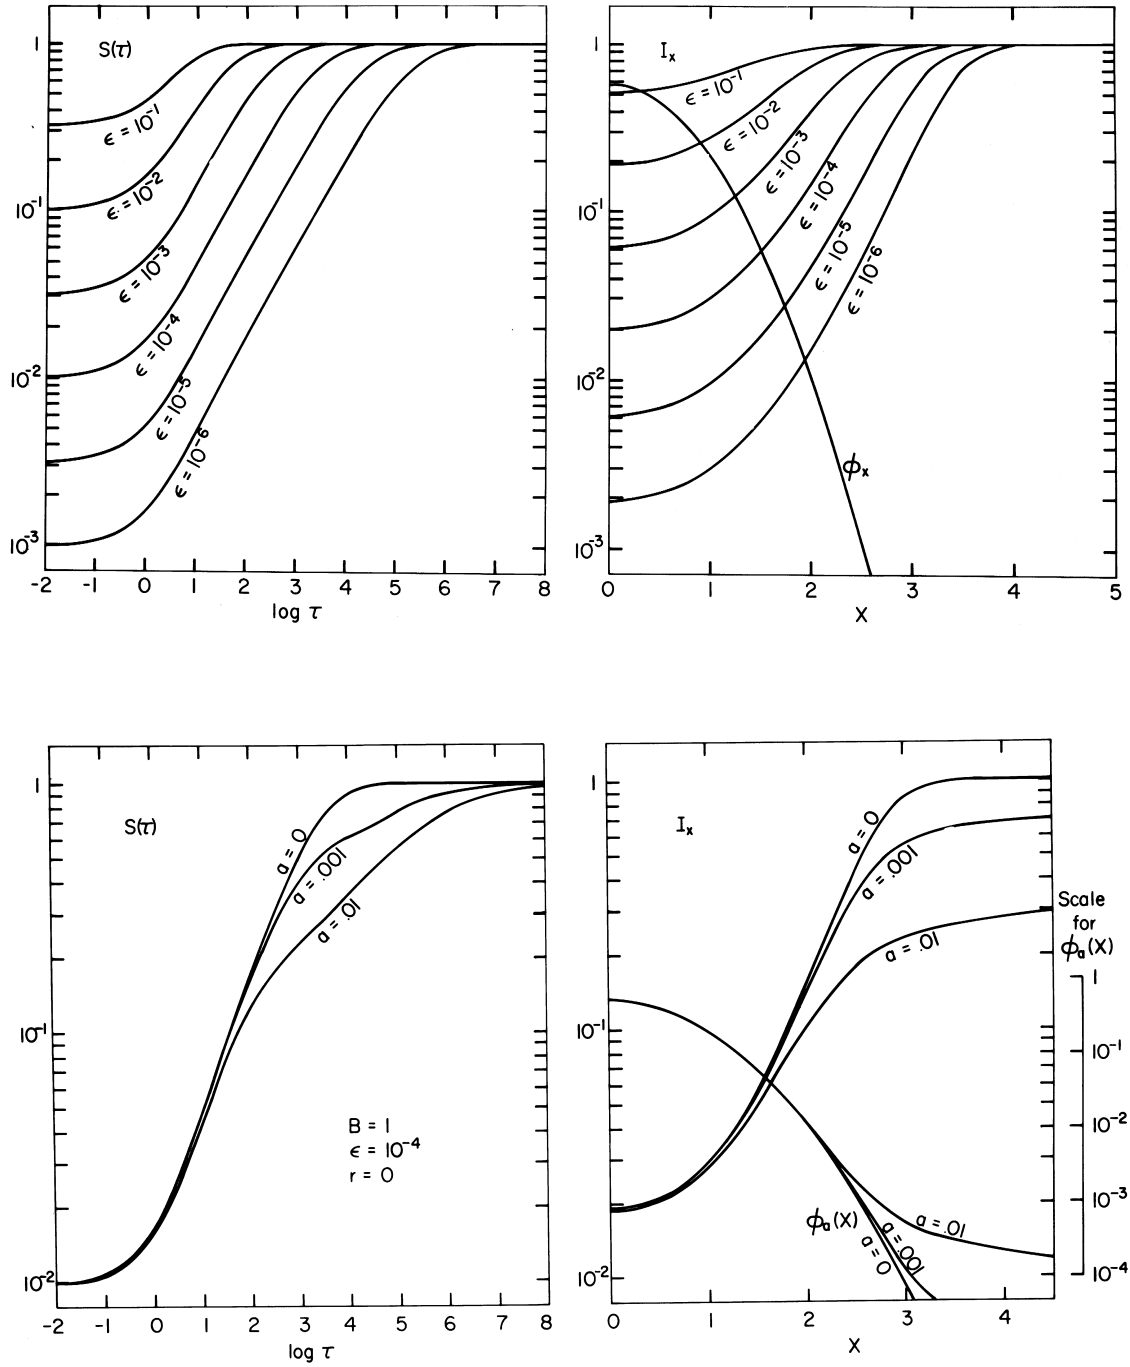 S(τ)
1
10⁻¹
10⁻²
10⁻³
ϵ = 10⁻¹
ϵ = 10⁻²
ϵ = 10⁻³
ϵ = 10⁻⁴
ϵ = 10⁻⁵
ϵ = 10⁻⁶
-2 -1 0 1 2 3 4 5 6 7 8
log τ
Iₓ
1
10⁻¹
10⁻²
10⁻³
ϵ = 10⁻¹
ϵ = 10⁻²
ϵ = 10⁻³
ϵ = 10⁻⁴
ϵ = 10⁻⁵
ϵ = 10⁻⁶
ϕₓ
0 1 2 3 4 5
X
S(τ)
1
10⁻¹
10⁻²
a = 0
a = .001
a = .01
B = 1
ϵ = 10⁻⁴
r = 0
-2 -1 0 1 2 3 4 5 6 7 8
log τ
Iₓ
1
10⁻¹
10⁻²
a = 0
a = .001
a = .01
Scale
for
ϕₐ(X)
1
10⁻¹
10⁻²
10⁻³
10⁻⁴
ϕₐ(X)
a = .01
a = .001
a = 0
0 1 2 3 4
X